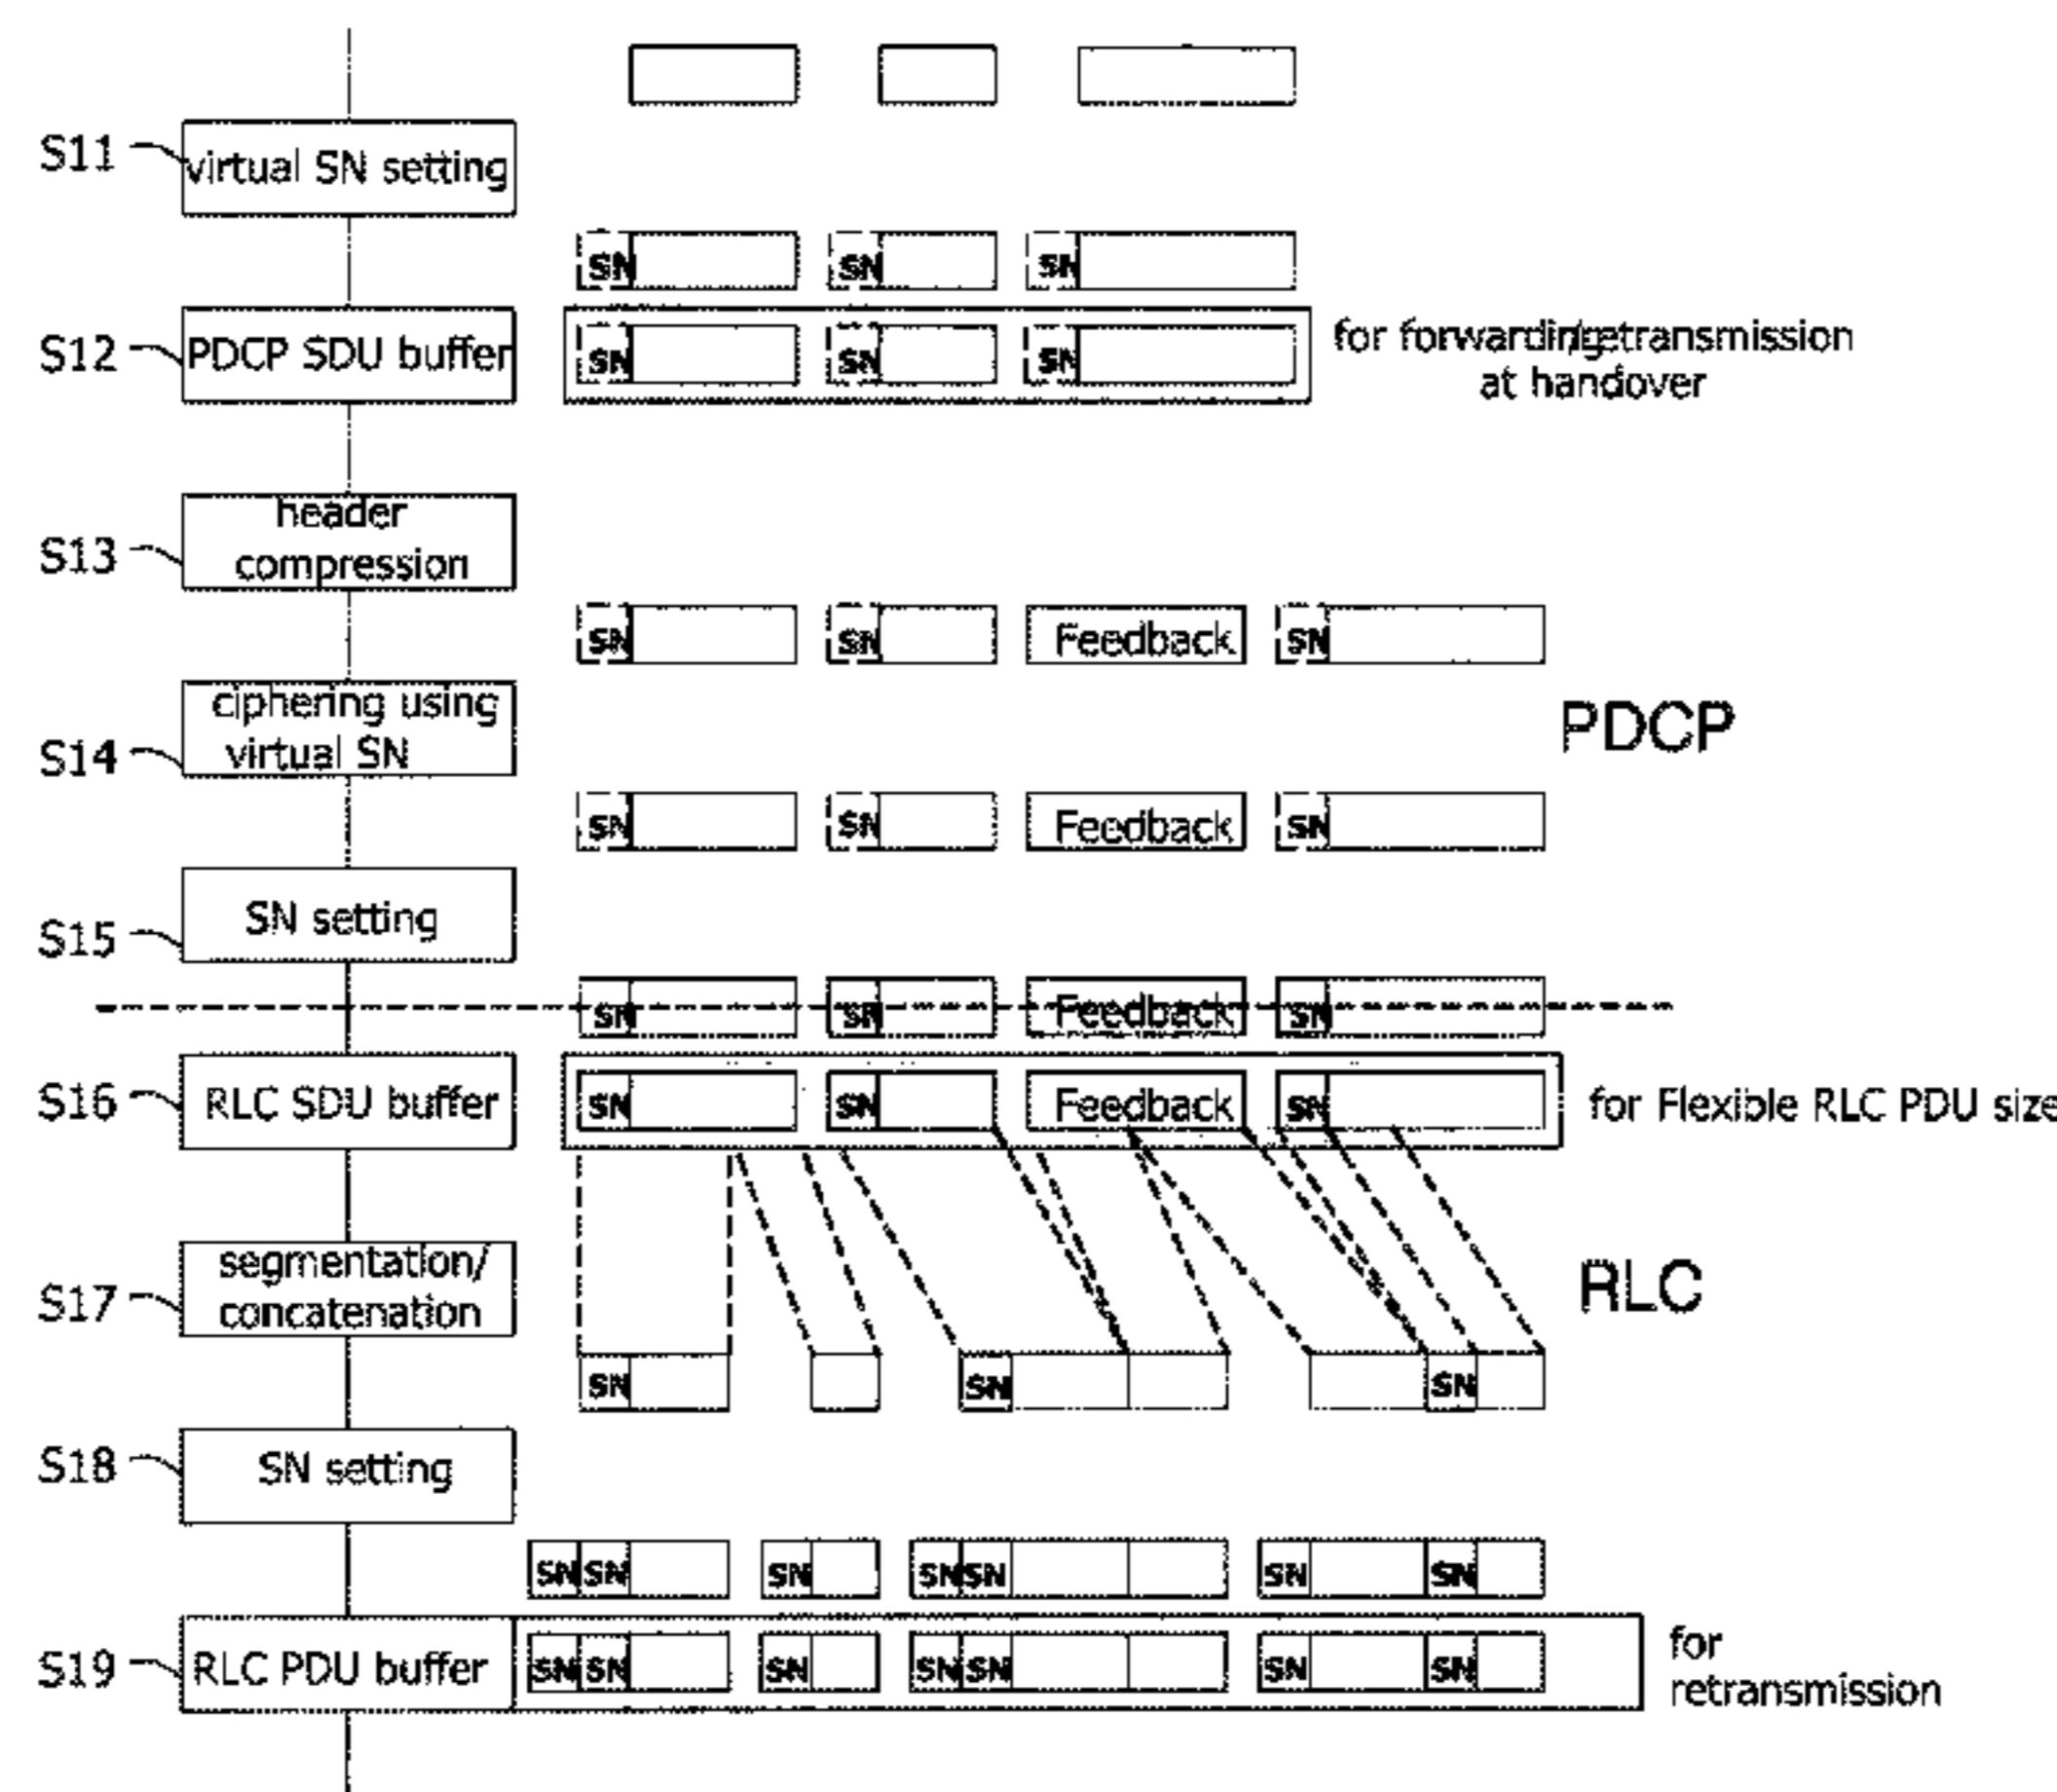 S11
virtual SN setting
SN SN SN
S12
PDCP SDU buffer
SN SN SN
for forwarding/retransmission
at handover
S13
header
compression
SN SN Feedback SN
S14
ciphering using
virtual SN
PDCP
SN SN Feedback SN
S15
SN setting
SN SN Feedback SN
S16
RLC SDU buffer
SN SN Feedback SN
for Flexible RLC PDU size
S17
segmentation/
concatenation
RLC
SN SN SN
S18
SN setting
SN SN SN SN SN SN SN
S19
RLC PDU buffer
SN SN SN SN SN SN SN
for
retransmission